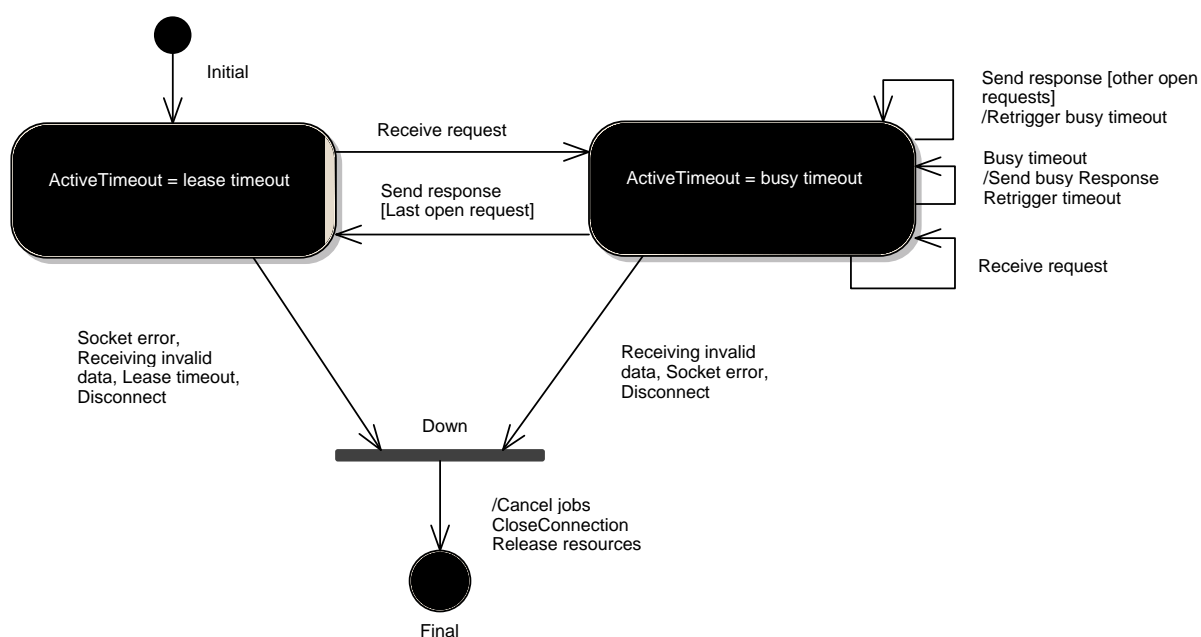 Initial
Send response [other open
requests]
/Retrigger busy timeout
Receive request
Busy timeout
/Send busy Response
Retrigger timeout
ActiveTimeout = lease timeout
ActiveTimeout = busy timeout
Send response
[Last open request]
Receive request
Socket error,
Receiving invalid
data, Lease timeout,
Disconnect
Receiving invalid
data, Socket error,
Disconnect
Down
/Cancel jobs
CloseConnection
Release resources
Final